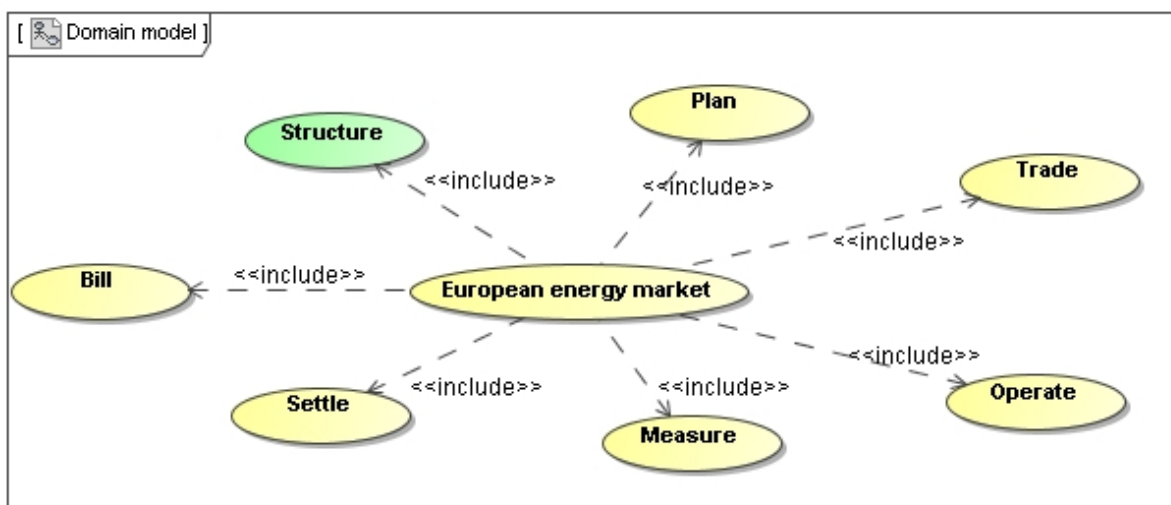 [ Domain model ]
Plan
Structure
Trade
<<include>>
<<include>>
<<include>>
Bill
<<include>>
European energy market
<<include>>
<<include>>
<<include>>
Settle
Measure
Operate